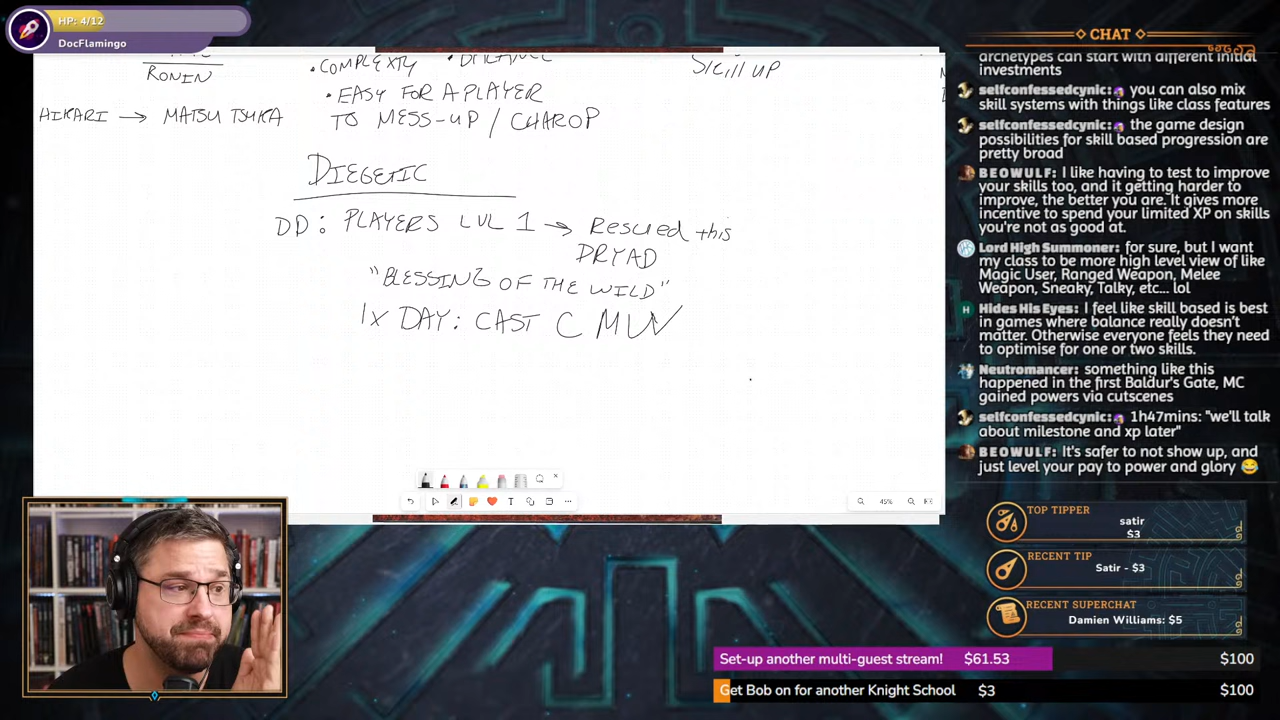 HP: 4/12
DocFlamingo
RONIN
• COMPLEXITY • BALANCE
Skill UP
• EASY FOR A PLAYER
HIKARI → MATSU TSUKA
TO MESS-UP / CHAROP
DIEGETIC
DD: PLAYERS LVL 1 → Rescued this
DRYAD
"BLESSING OF THE WILD"
1x DAY: CAST C M W
45%
CHAT
archetypes can start with different initial
investments
selfconfessedcynic: you can also mix
skill systems with things like class features
selfconfessedcynic: the game design
possibilities for skill based progression are
pretty broad
BEOWULF: I like having to test to improve
your skills too, and it getting harder to
improve, the better you are. It gives more
incentive to spend your limited XP on skills
you're not as good at.
Lord High Summoner: for sure, but I want
my class to be more high level view of like
Magic User, Ranged Weapon, Melee
Weapon, Sneaky, Talky, etc... lol
H Hides His Eyes: I feel like skill based is best
in games where balance really doesn't
matter. Otherwise everyone feels they need
to optimise for one or two skills.
Neutromancer: something like this
happened in the first Baldur's Gate, MC
gained powers via cutscenes
selfconfessedcynic: 1h47mins: "we'll talk
about milestone and xp later"
BEOWULF: It's safer to not show up, and
just level your pay to power and glory 😂
TOP TIPPER
satir
$3
RECENT TIP
Satir - $3
RECENT SUPERCHAT
Damien Williams: $5
Set-up another multi-guest stream! $61.53 $100
Get Bob on for another Knight School $3 $100